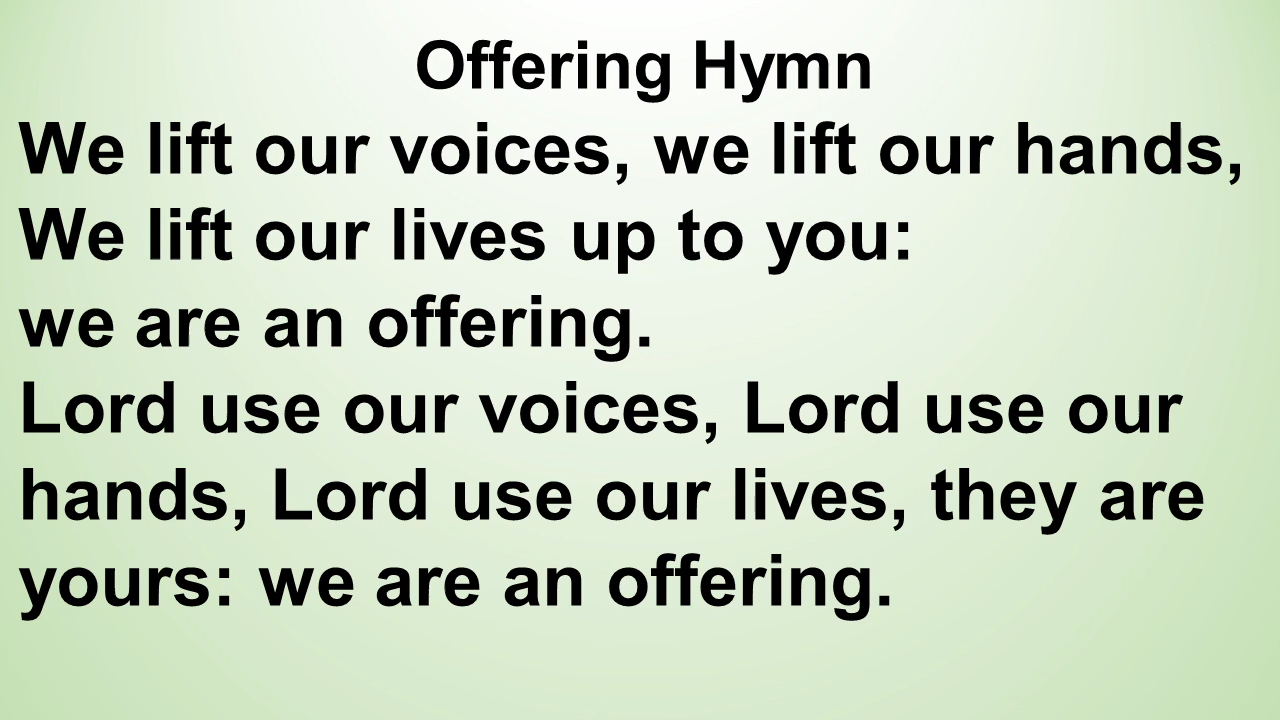 Offering Hymn
We lift our voices, we lift our hands,
We lift our lives up to you:
we are an offering.
Lord use our voices, Lord use our
hands, Lord use our lives, they are
yours: we are an offering.